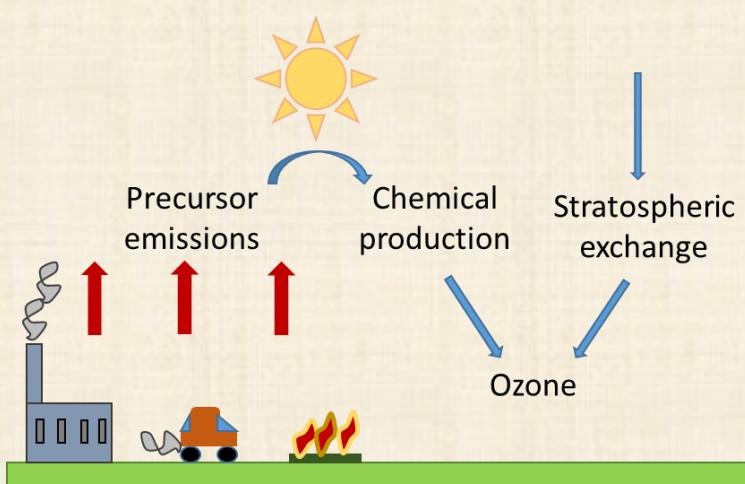 Precursor
emissions
Chemical
production
Stratospheric
exchange
Ozone